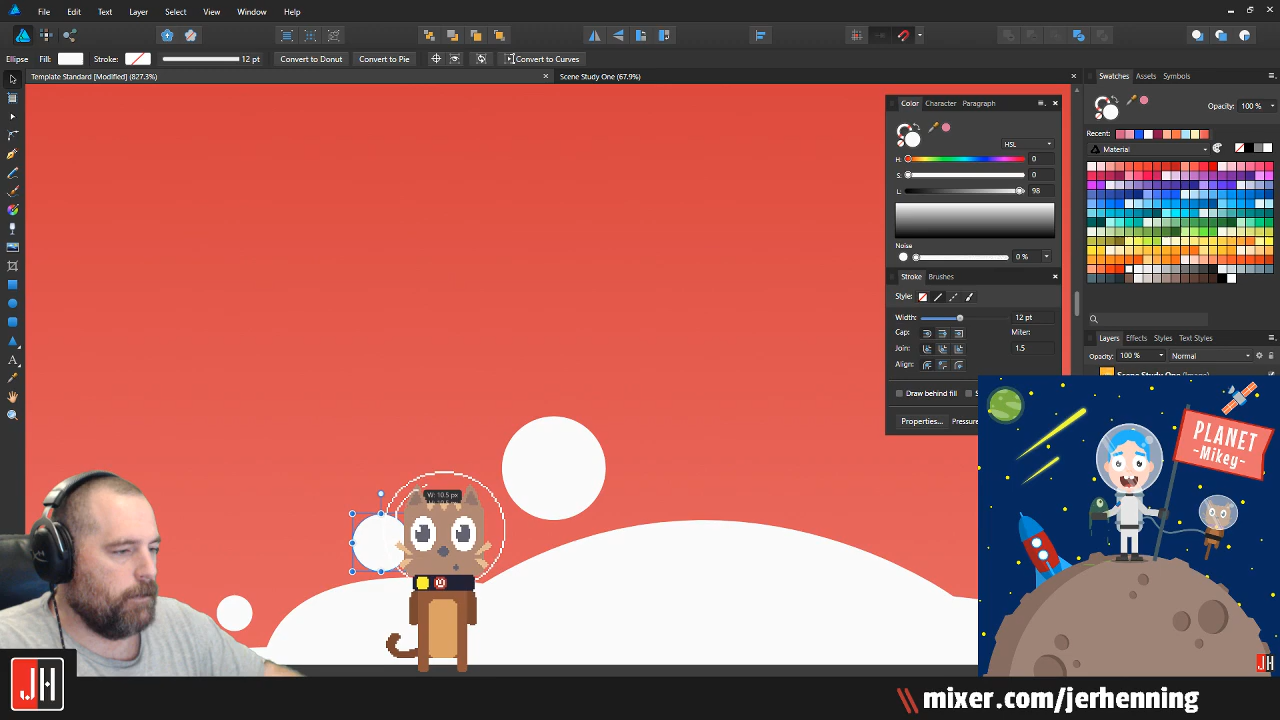 File Edit Text Layer Select View Window Help
Ellipse Fill: Stroke: 12 pt Convert to Donut Convert to Pie Convert to Curves
Template Standard [Modified] (827.3%) × Scene Study One (67.9%) ×
Swatches Assets Symbols
Color Character Paragraph
Opacity: 100 %
Recent:
HSL
Material
H: 0
S: 0
L: 98
Noise
0 %
Stroke Brushes
Style:
Width: 12 pt
Cap: Miter:
Join: 1.5
Align:
Layers Effects Styles Text Styles
Opacity: 100 % Normal
Draw behind fill
Properties... Pressure
W: 10.5 px
PLANET
-Mikey-
JH
JH
mixer.com/jerhenning